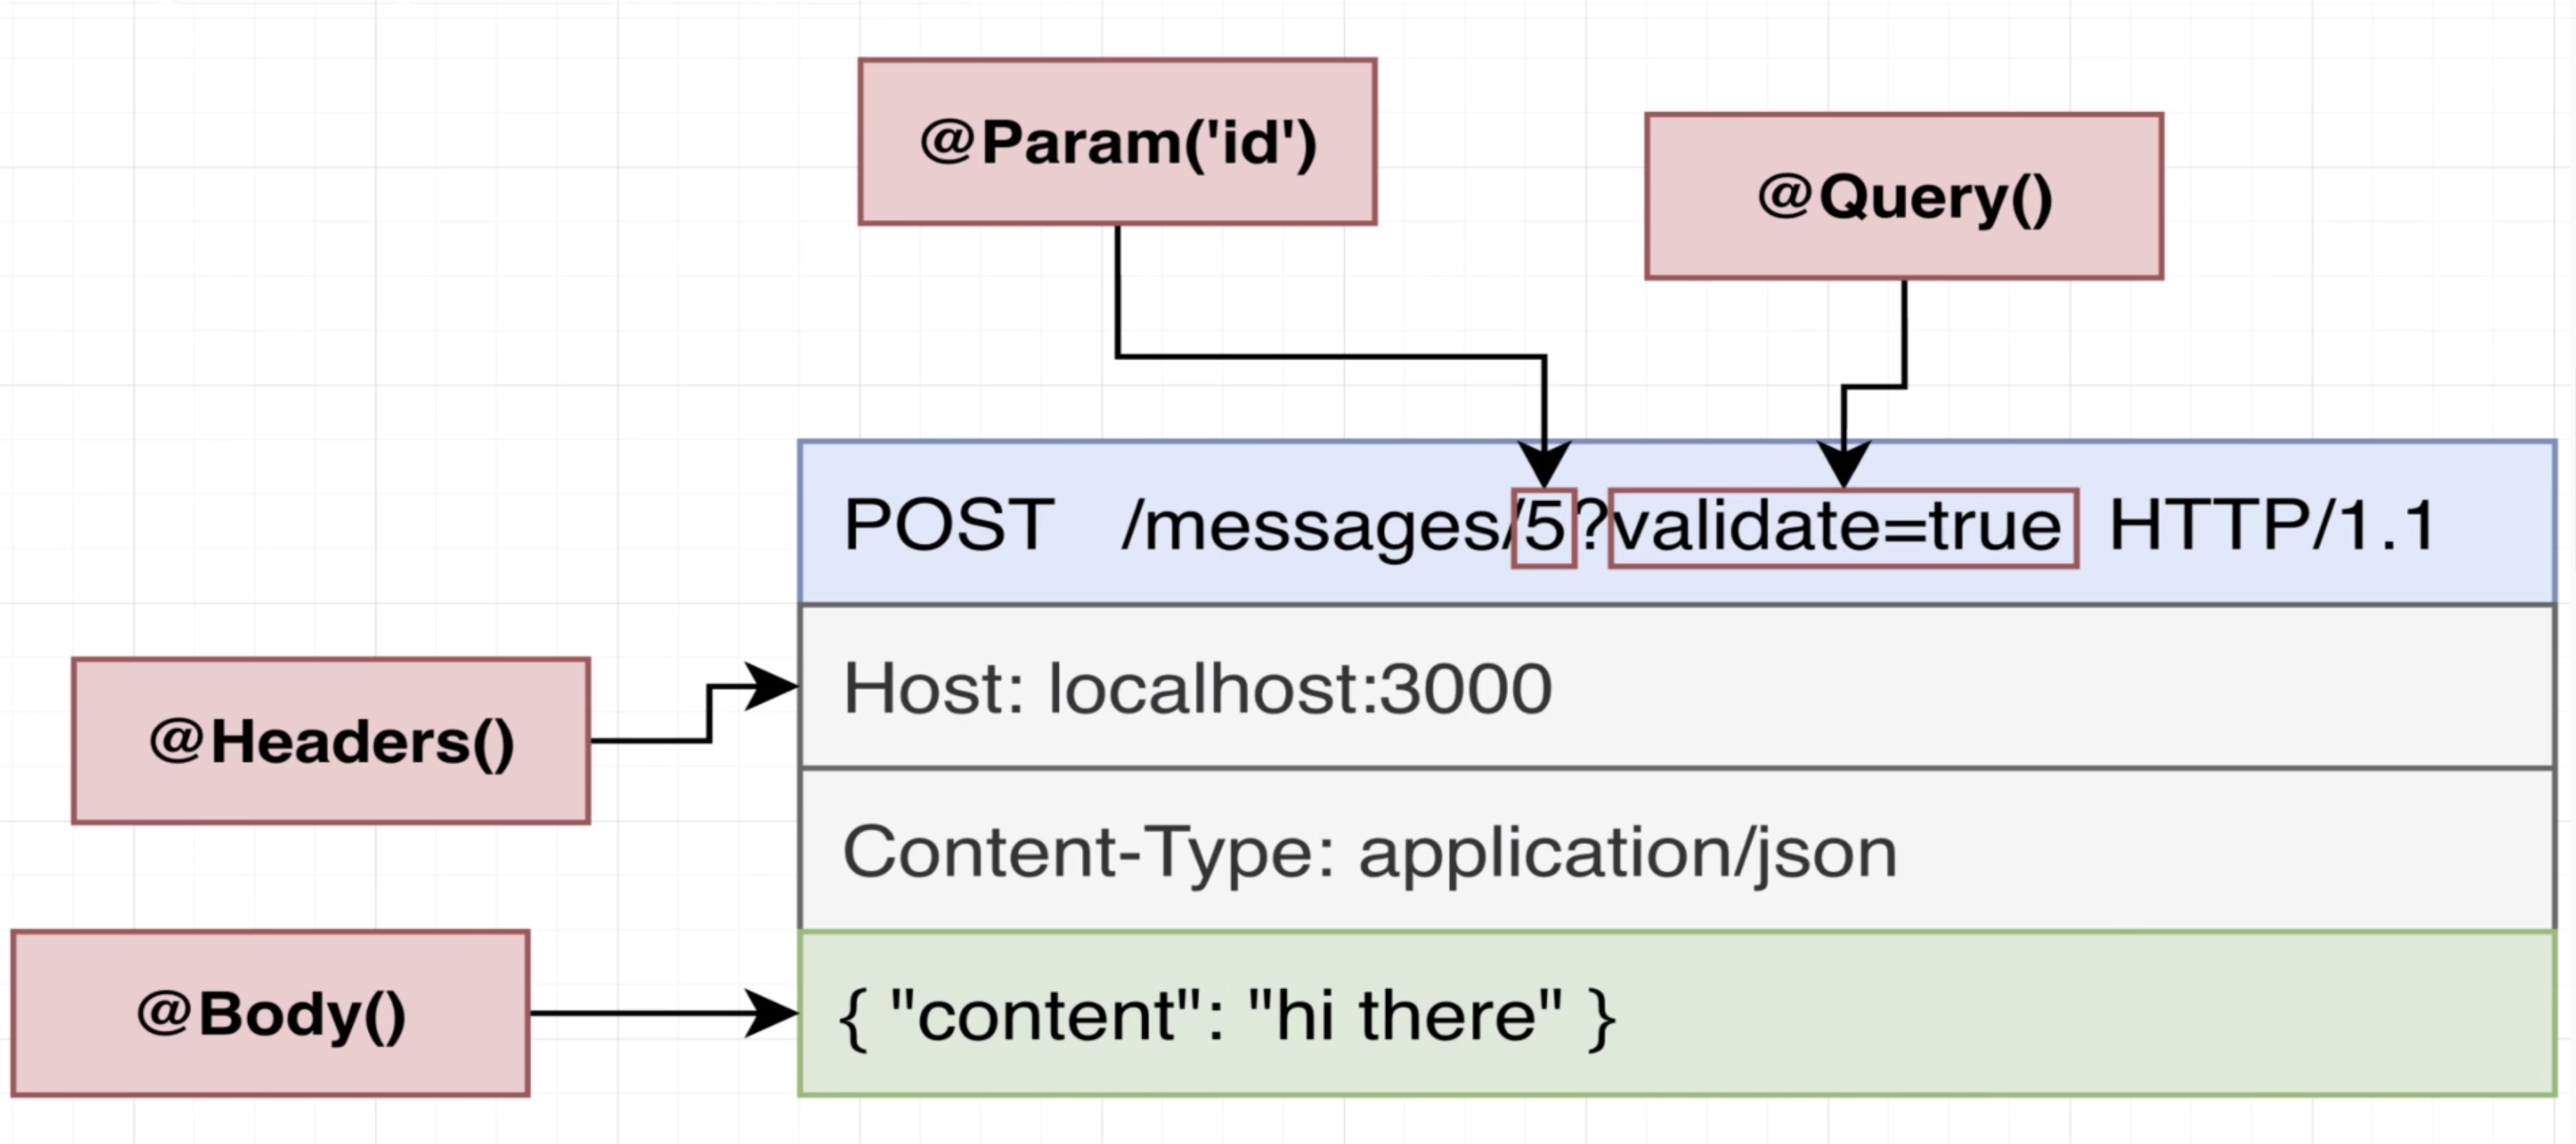 @Param('id')
@Query()
POST /messages/5?validate=true HTTP/1.1
@Headers()
Host: localhost:3000
Content-Type: application/json
@Body()
{ "content": "hi there" }